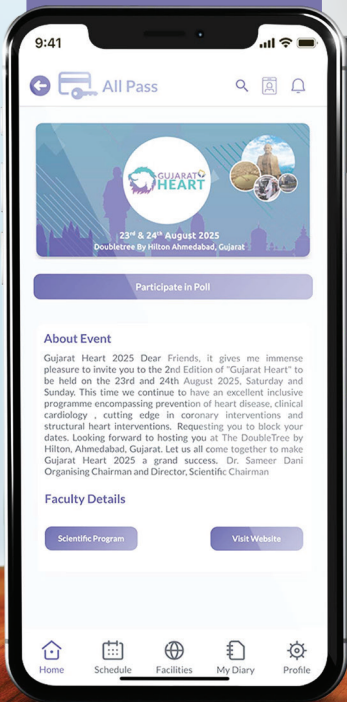 9:41
All Pass
GUJARAT
HEART
23rd & 24th August 2025
Doubletree By Hilton Ahmedabad, Gujarat
Participate in Poll
About Event
Gujarat Heart 2025 Dear Friends, it gives me immense
pleasure to invite you to the 2nd Edition of "Gujarat Heart" to
be held on the 23rd and 24th August 2025, Saturday and
Sunday. This time we continue to have an excellent inclusive
programme encompassing prevention of heart disease, clinical
cardiology , cutting edge in coronary interventions and
structural heart interventions. Requesting you to block your
dates. Looking forward to hosting you at The DoubleTree by
Hilton, Ahmedabad, Gujarat. Let us all come together to make
Gujarat Heart 2025 a grand success. Dr. Sameer Dani
Organising Chairman and Director, Scientific Chairman
Faculty Details
Scientific Program Visit Website
Home Schedule Facilities My Diary Profile